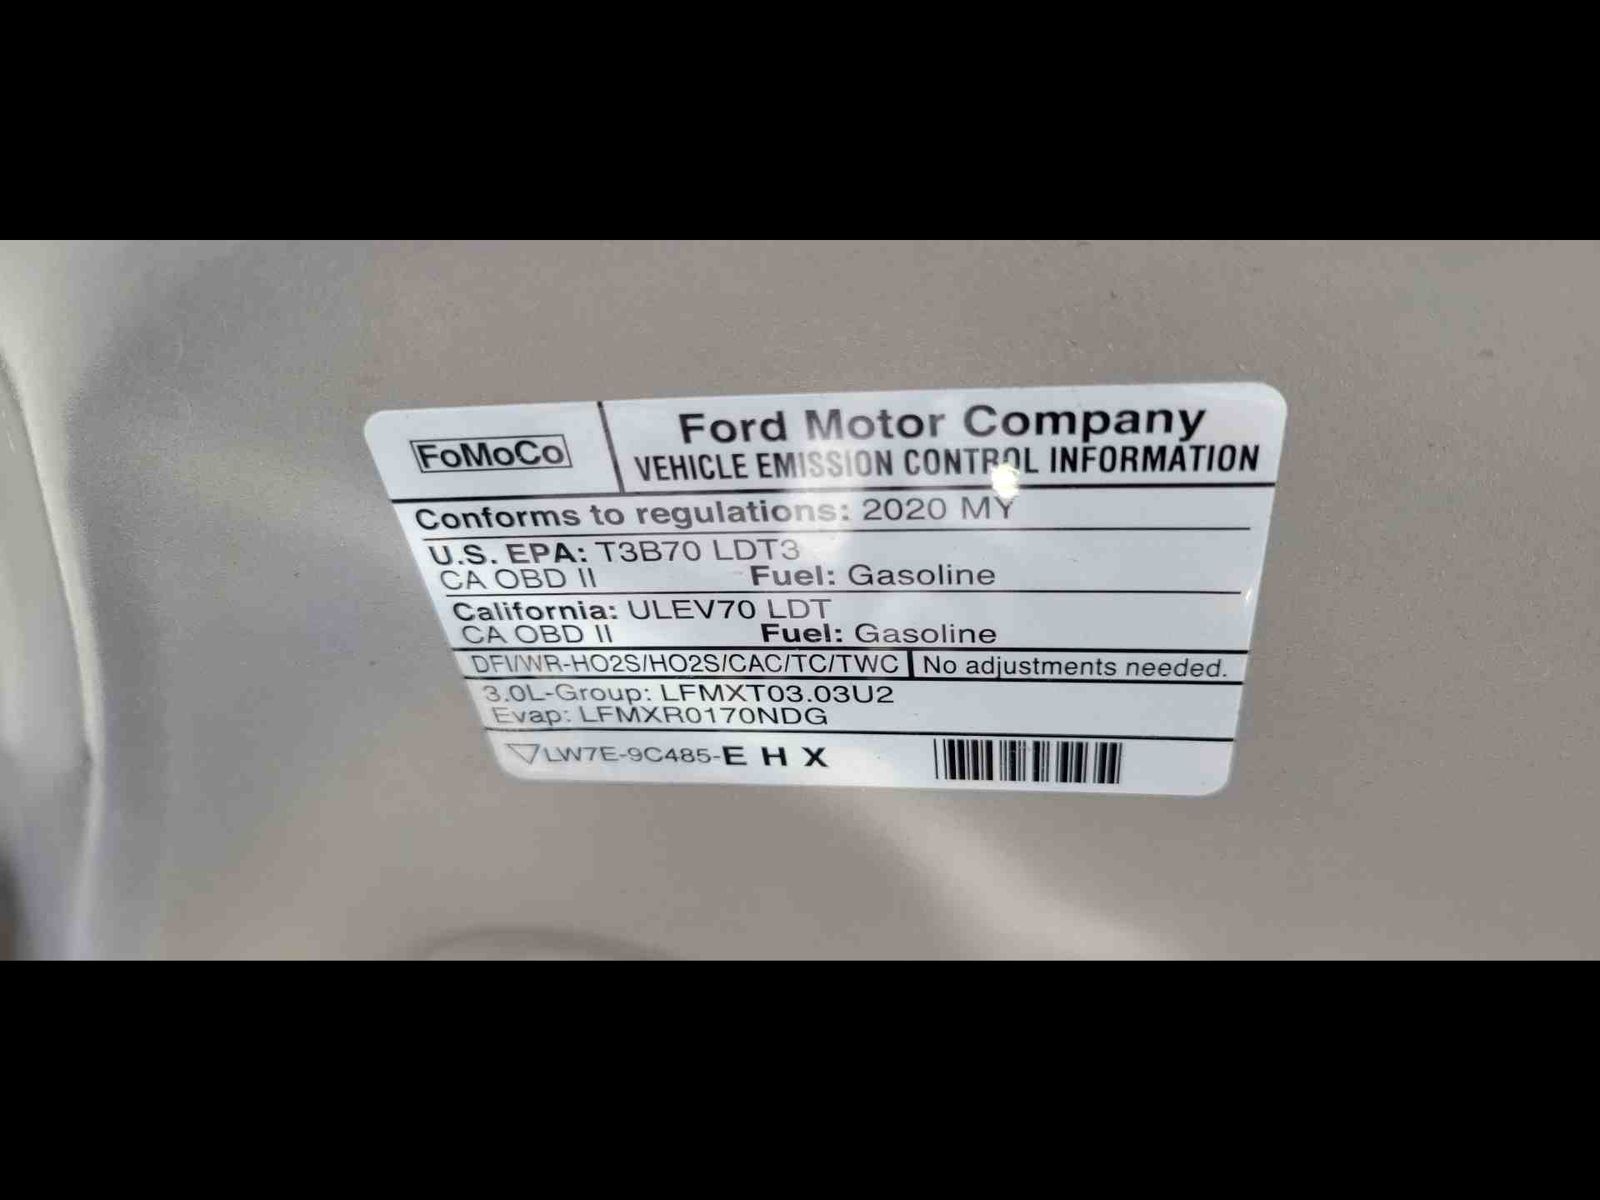 FoMoCo
Ford Motor Company
VEHICLE EMISSION CONTROL INFORMATION
Conforms to regulations: 2020 MY
U.S. EPA: T3B70 LDT3
CA OBD II Fuel: Gasoline
California: ULEV70 LDT
CA OBD II Fuel: Gasoline
DFI/WR-HO2S/HO2S/CAC/TC/TWC No adjustments needed.
3.0L-Group: LFMXT03.03U2
Evap: LFMXR0170NDG
LW7E-9C485-E H X